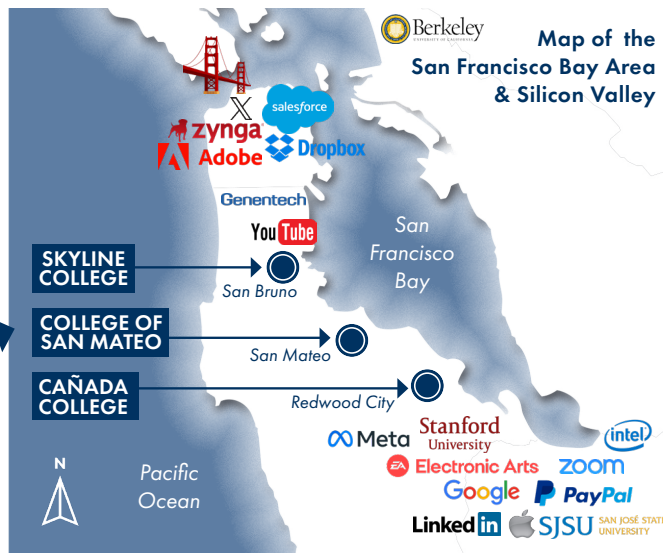 Berkeley
UNIVERSITY OF CALIFORNIA
Map of the
San Francisco Bay Area
& Silicon Valley
X
salesforce
zynga
Adobe
Dropbox
Genentech
YouTube
San
Francisco
Bay
SKYLINE
COLLEGE
San Bruno
COLLEGE OF
SAN MATEO
San Mateo
CAÑADA
COLLEGE
Redwood City
Meta
Stanford
University
intel
EA Electronic Arts
zoom
Google
PayPal
LinkedIn
SJSU
SAN JOSÉ STATE
UNIVERSITY
N
Pacific
Ocean